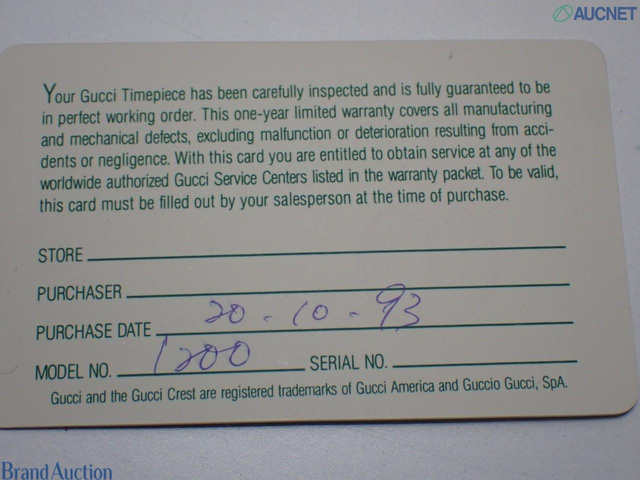 AUCNET
Your Gucci Timepiece has been carefully inspected and is fully guaranteed to be
in perfect working order. This one-year limited warranty covers all manufacturing
and mechanical defects, excluding malfunction or deterioration resulting from acci-
dents or negligence. With this card you are entitled to obtain service at any of the
worldwide authorized Gucci Service Centers listed in the warranty packet. To be valid,
this card must be filled out by your salesperson at the time of purchase.
STORE
PURCHASER
PURCHASE DATE 20 - 10 - 93
MODEL NO. 1200 SERIAL NO.
Gucci and the Gucci Crest are registered trademarks of Gucci America and Guccio Gucci, SpA.
Brand Auction